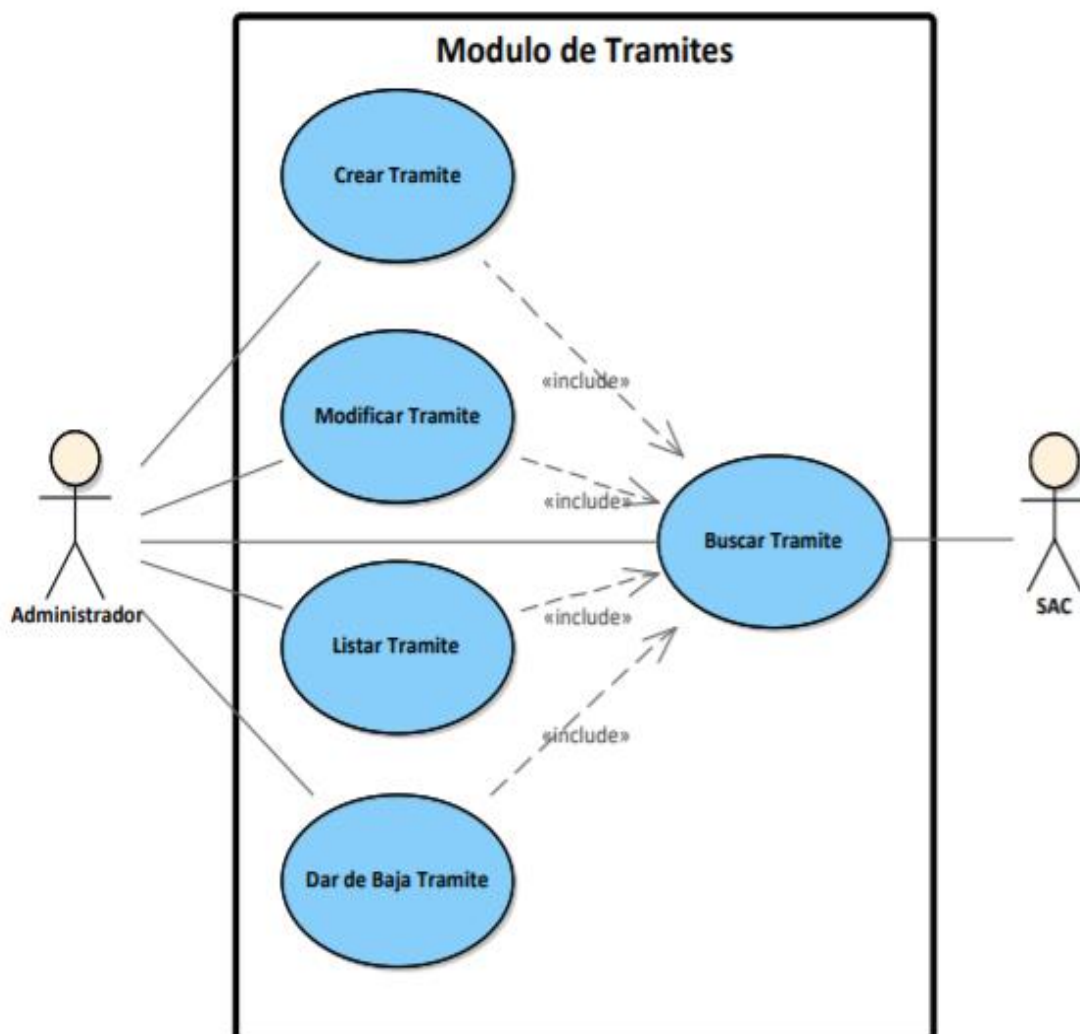 Modulo de Tramites
Crear Tramite
«include»
Modificar Tramite
«include»
Buscar Tramite
Administrador
SAC
«include»
Listar Tramite
«include»
Dar de Baja Tramite